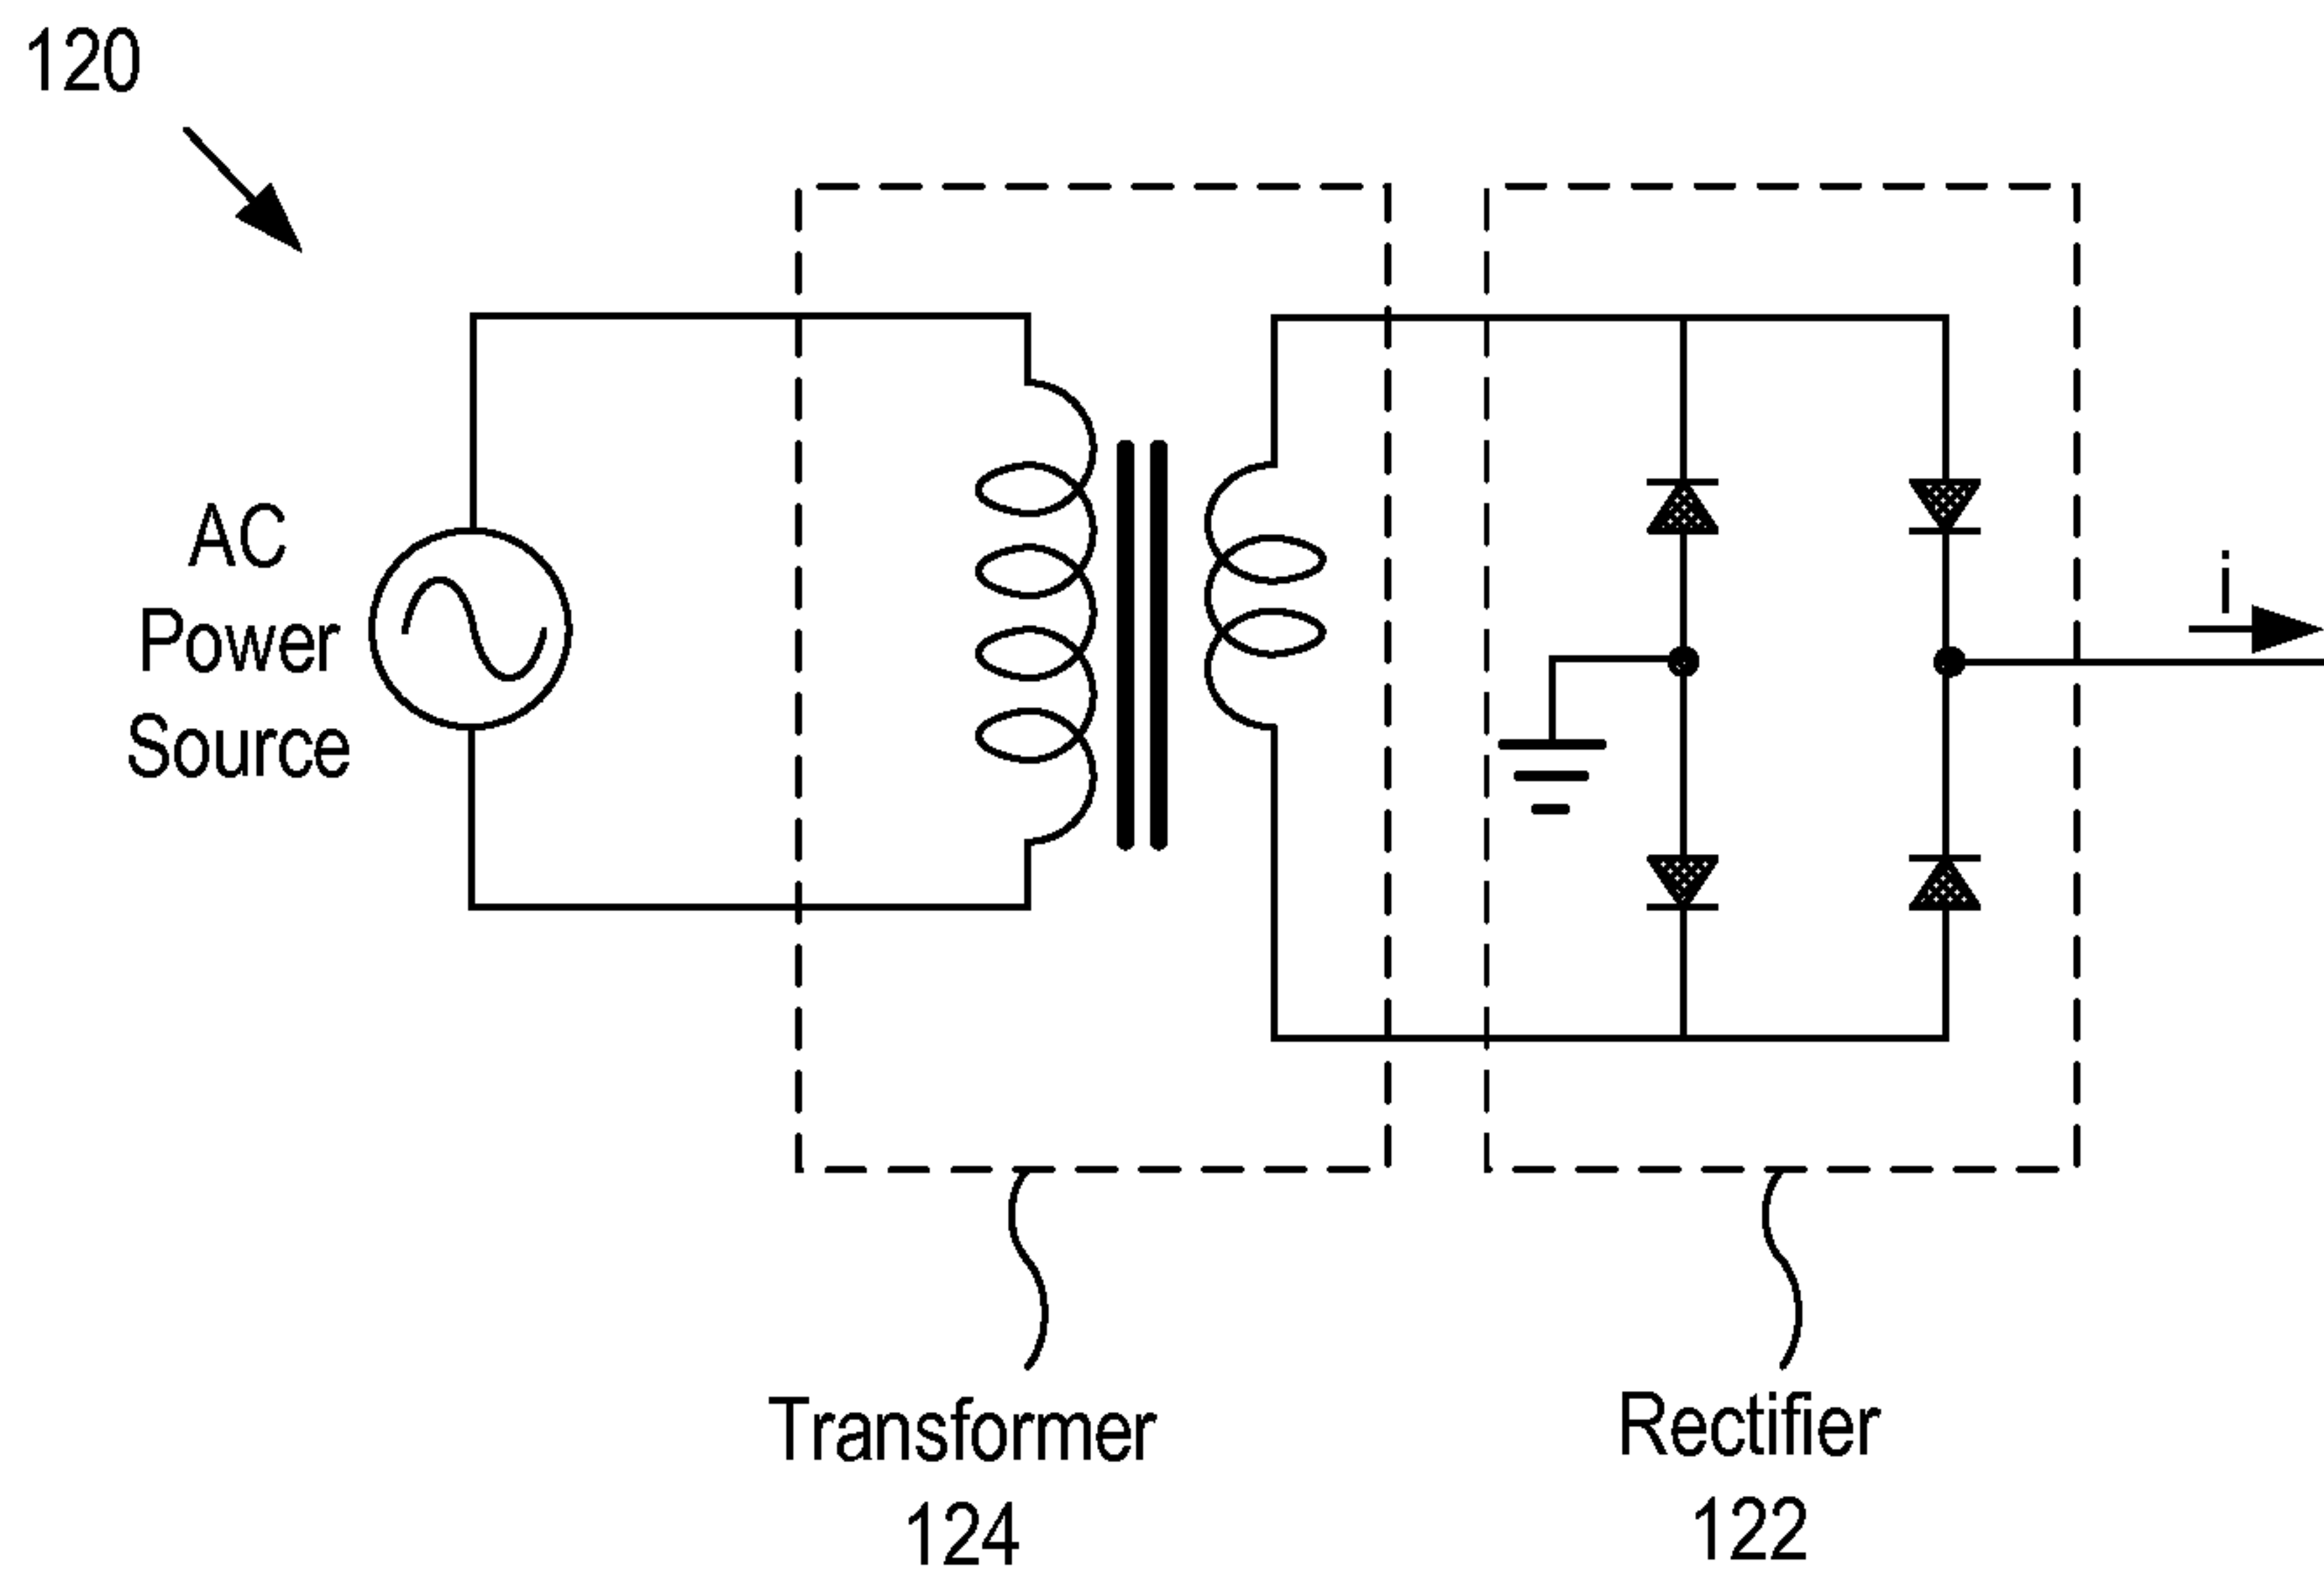 120
AC
Power
Source
i
Transformer
124
Rectifier
122